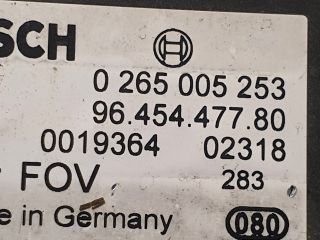 SCH
0 265 005 253
96.454.477.80
0019364 02318
FOV 283
e in Germany 080